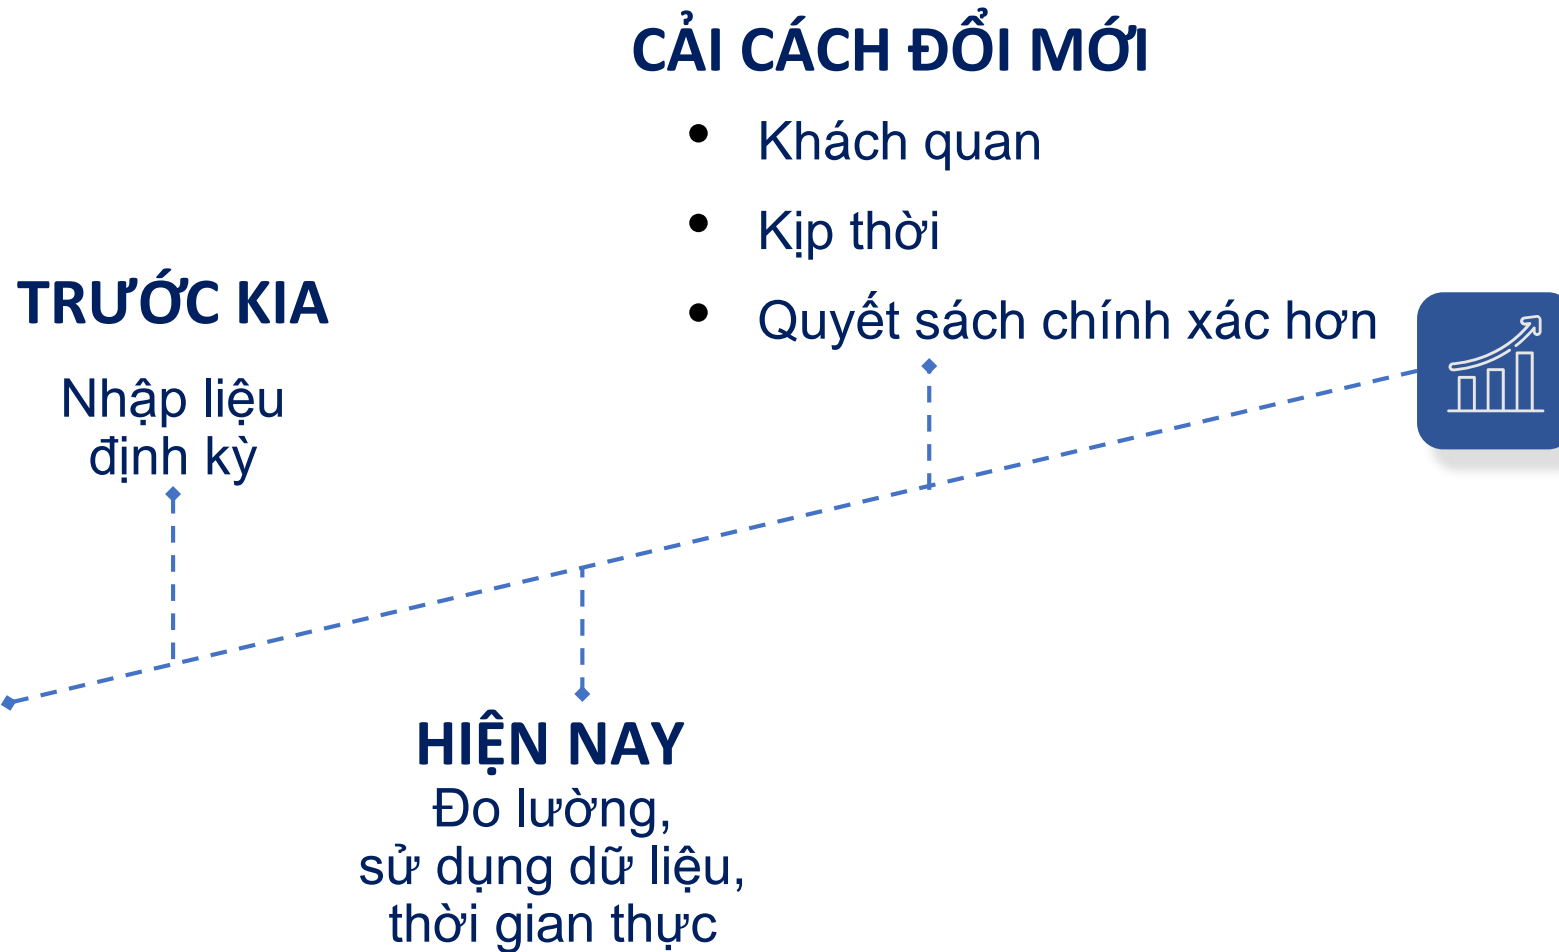 CẢI CÁCH ĐỔI MỚI
• Khách quan
• Kịp thời
• Quyết sách chính xác hơn
TRƯỚC KIA
Nhập liệu
định kỳ
HIỆN NAY
Đo lường,
sử dụng dữ liệu,
thời gian thực